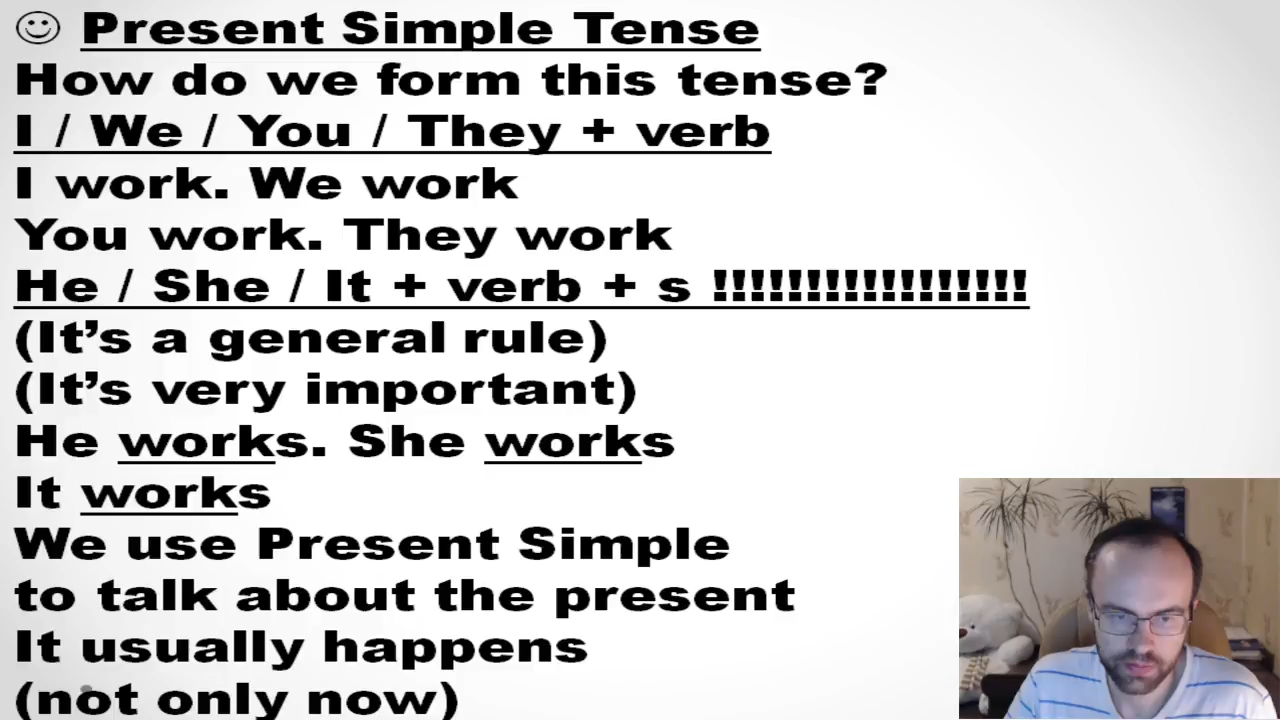 ☺ Present Simple Tense
How do we form this tense?
I / We / You / They + verb
I work. We work
You work. They work
He / She / It + verb + s !!!!!!!!!!!!!!!!!
(It’s a general rule)
(It’s very important)
He works. She works
It works
We use Present Simple
to talk about the present
It usually happens
(not only now)